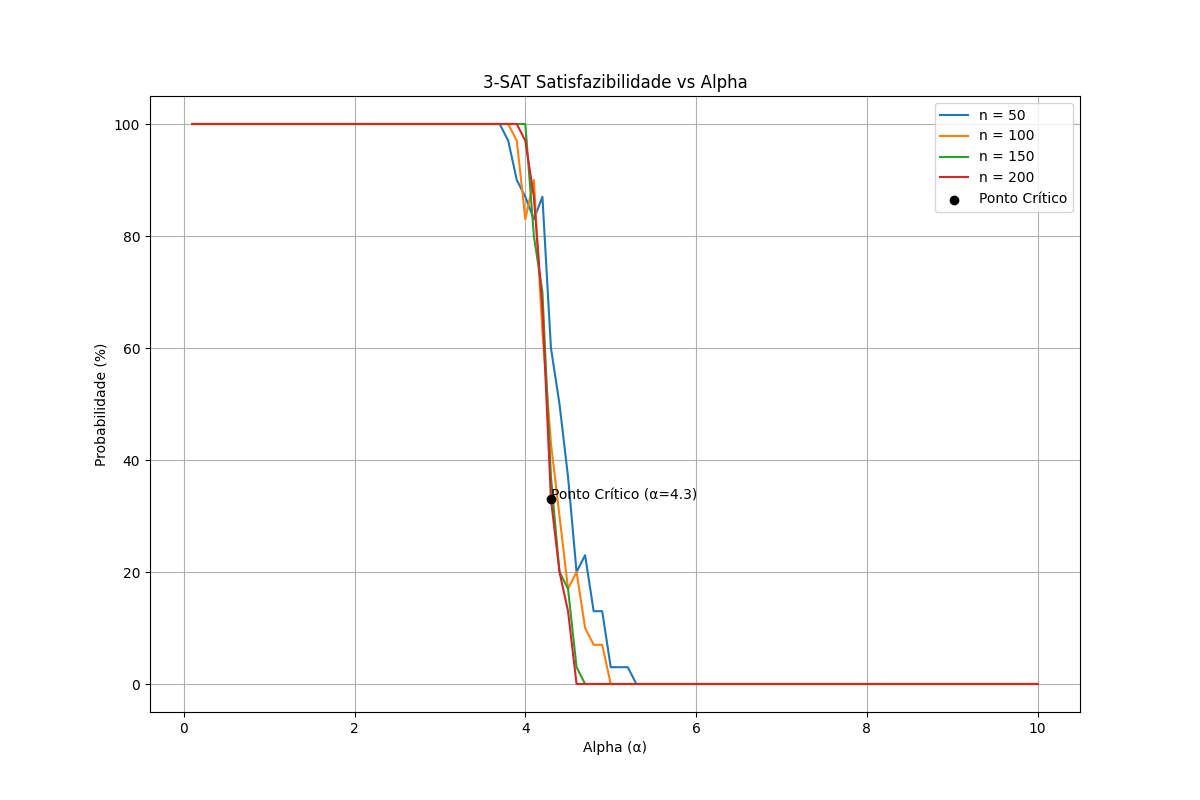 3-SAT Satisfazibilidade vs Alpha
n = 50
n = 100
n = 150
n = 200
Ponto Crítico
100
80
60
40
20
0
Probabilidade (%)
Ponto Crítico (α=4.3)
0 2 4 6 8 10
Alpha (α)